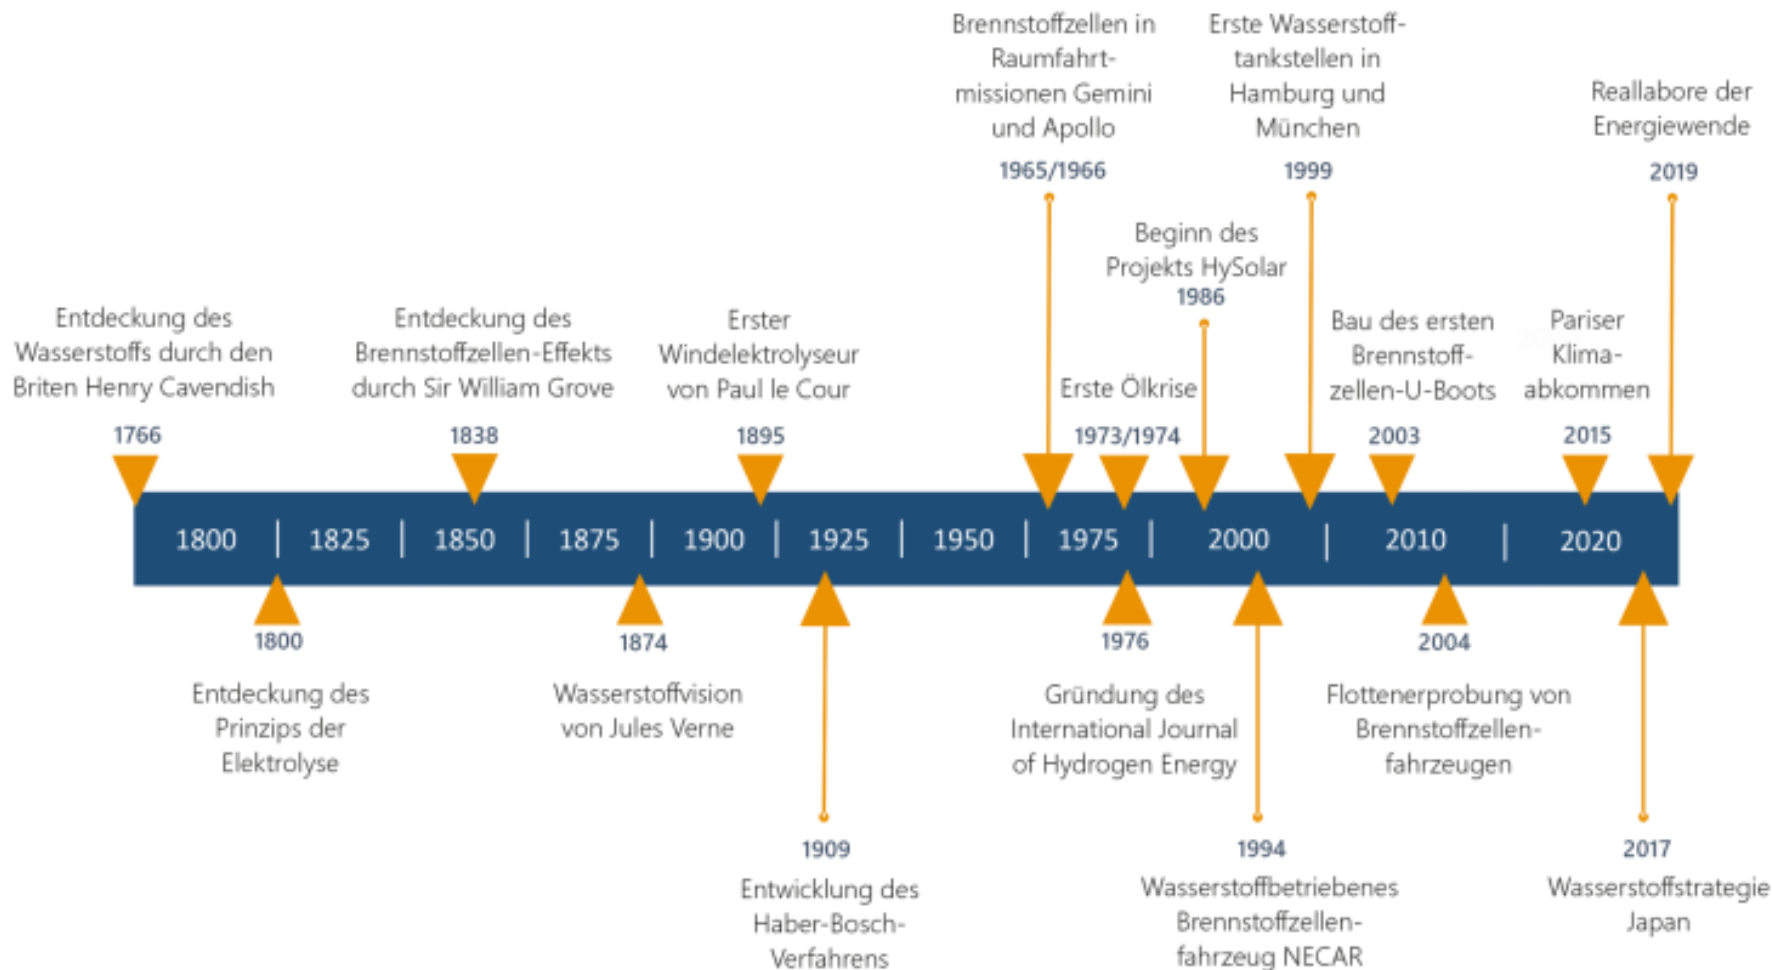 Brennstoffzellen in
Raumfahrt-
missionen Gemini
und Apollo
1965/1966
Erste Wasserstoff-
tankstellen in
Hamburg und
München
1999
Reallabore der
Energiewende
2019
Beginn des
Projekts HySolar
1986
Entdeckung des
Wasserstoffs durch den
Briten Henry Cavendish
1766
Entdeckung des
Brennstoffzellen-Effekts
durch Sir William Grove
1838
Erster
Windelektrolyseur
von Paul le Cour
1895
Erste Ölkrise
1973/1974
Bau des ersten
Brennstoff-
zellen-U-Boots
2003
Pariser
Klima-
abkommen
2015
1800 | 1825 | 1850 | 1875 | 1900 | 1925 | 1950 | 1975 | 2000 | 2010 | 2020
1800
Entdeckung des
Prinzips der
Elektrolyse
1874
Wasserstoffvision
von Jules Verne
1976
Gründung des
International Journal
of Hydrogen Energy
2004
Flottenerprobung von
Brennstoffzellen-
fahrzeugen
1909
Entwicklung des
Haber-Bosch-
Verfahrens
1994
Wasserstoffbetriebenes
Brennstoffzellen-
fahrzeug NECAR
2017
Wasserstoffstrategie
Japan